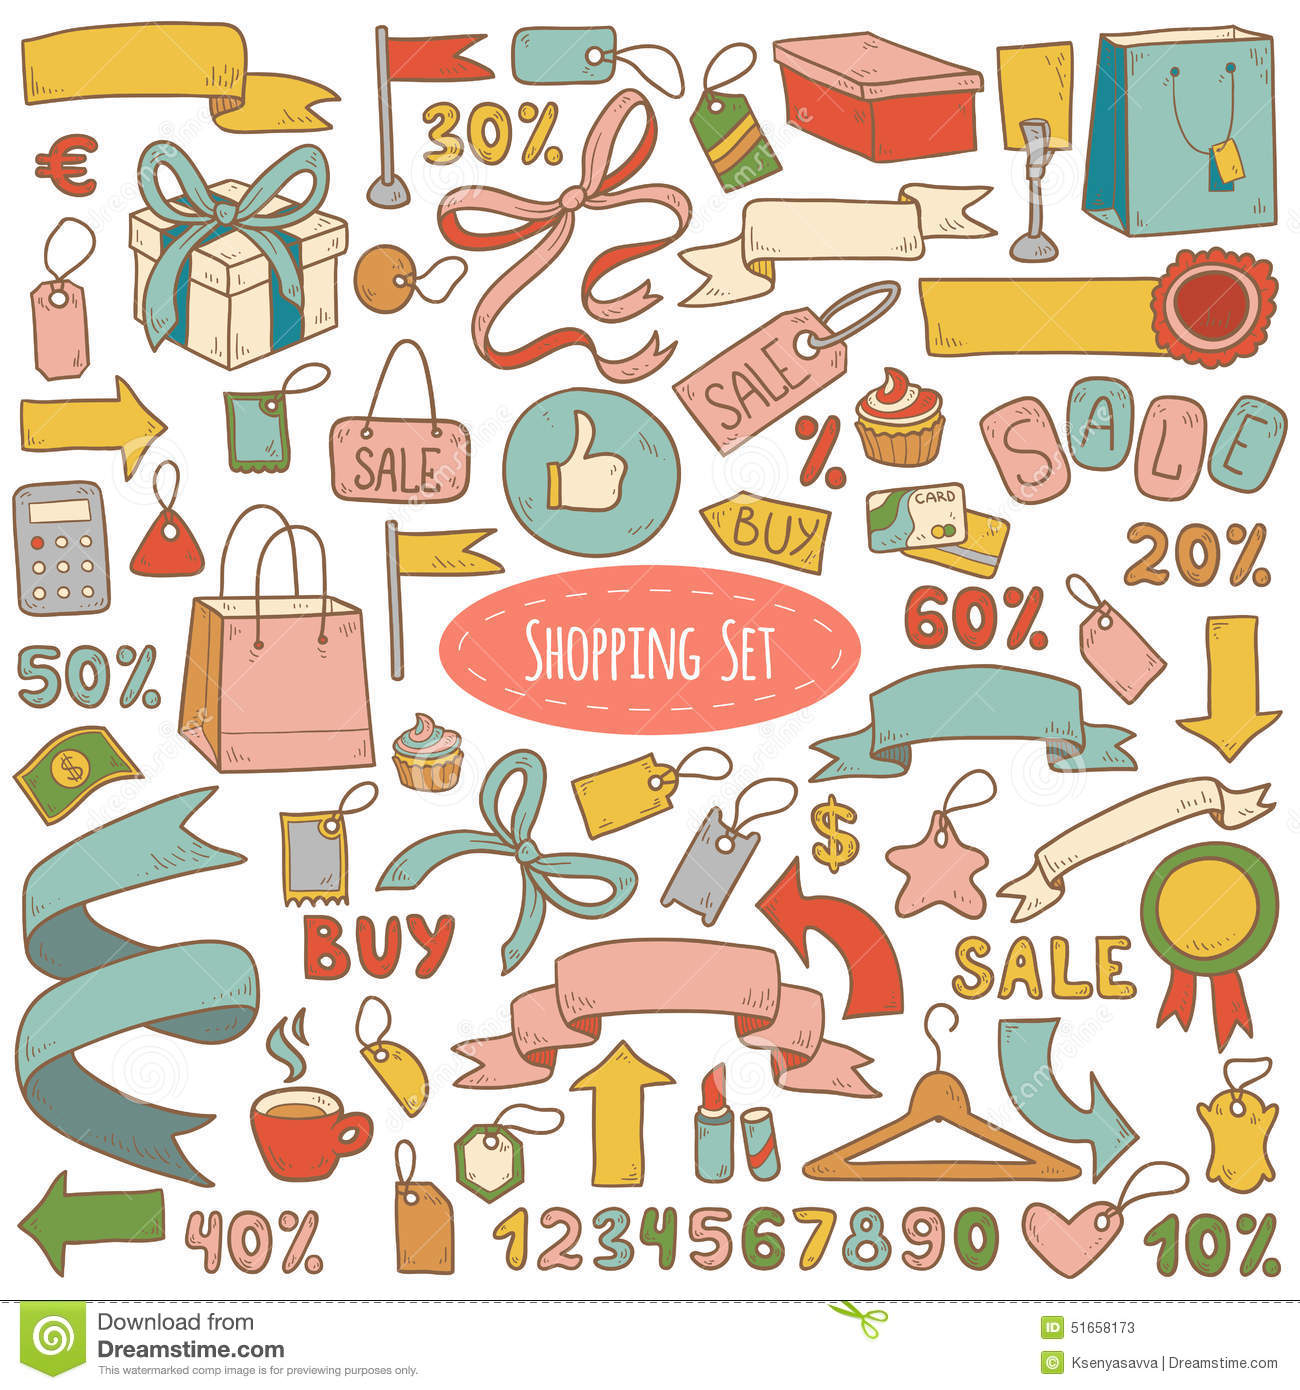 30%
€
SALE
%
SALE
SALE
CARD
BUY
20%
60%
SHOPPING SET
50%
$
$
BUY
SALE
40%
1234567890
10%
Download from
Dreamstime.com
This watermarked comp image is for previewing purposes only.
ID 51658173
© Ksenyasavva | Dreamstime.com